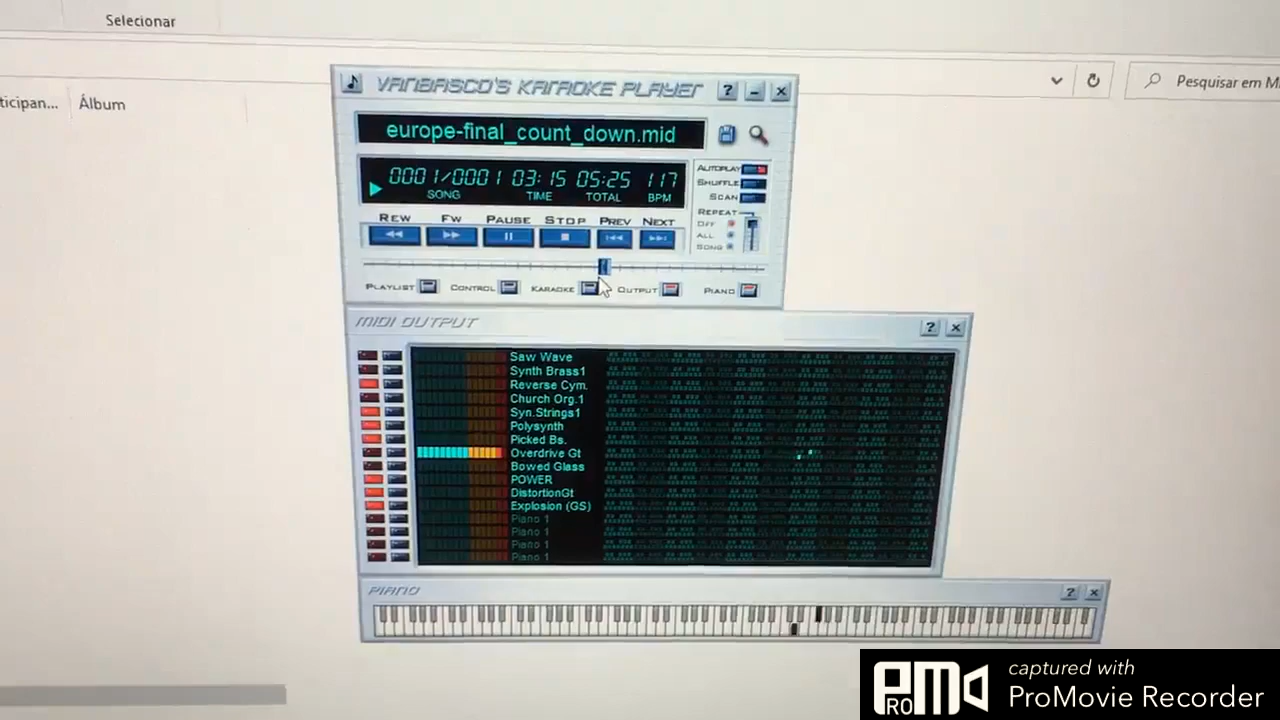 Selecionar
ticipan...
Álbum
Pesquisar em M
VANBASCO'S KARAOKE PLAYER
europe-final_count_down.mid
0001/0001 03:15 05:25 117
SONG TIME TOTAL BPM
AUTOPLAY
SHUFFLE
SCAN
REPEAT
OFF
ALL
SONG
REW FW PAUSE STOP PREV NEXT
PLAYLIST CONTROL KARAOKE OUTPUT PIANO
MIDI OUTPUT
Saw Wave
Synth Brass1
Reverse Cym.
Church Org.1
Syn.Strings1
Polysynth
Picked Bs.
Overdrive Gt
Bowed Glass
POWER
DistortionGt
Explosion (GS)
Piano 1
Piano 1
Piano 1
Piano 1
PIANO
PROM
captured with
ProMovie Recorder